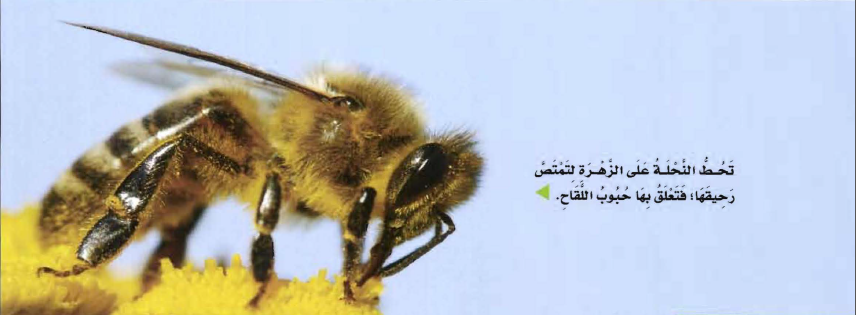 تَحُطُّ النَّحْلَةُ عَلَى الزَّهْرَةِ لِتَمْتَصَّ
رَحِيقَهَا؛ فَتَعْلَقُ بِهَا حُبُوبُ اللُّقَاحِ.